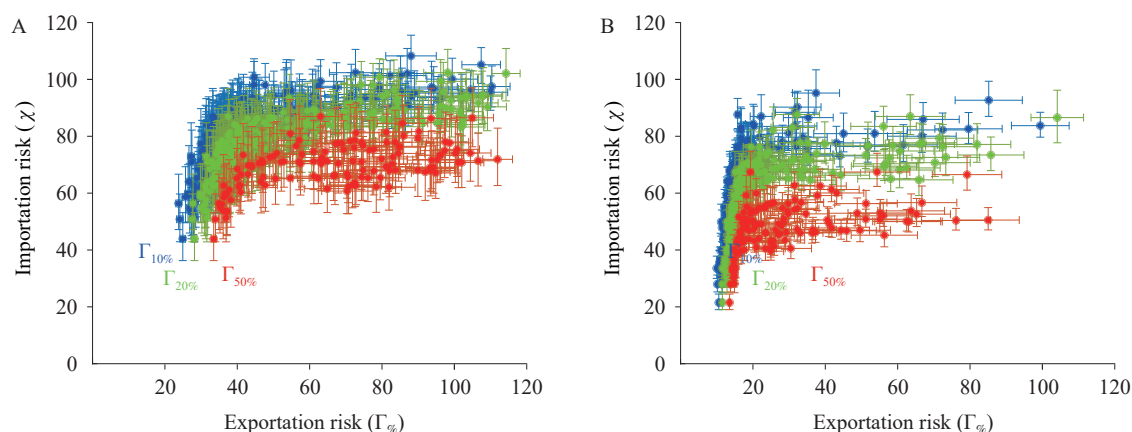 A
B
120
100
80
60
40
20
0
Importation risk (χ)
Γ10%
Γ20%
Γ50%
20 40 60 80 100 120
Exportation risk (Γ%)
120
100
80
60
40
20
0
Importation risk (χ)
Γ10%
Γ20%
Γ50%
20 40 60 80 100 120
Exportation risk (Γ%)